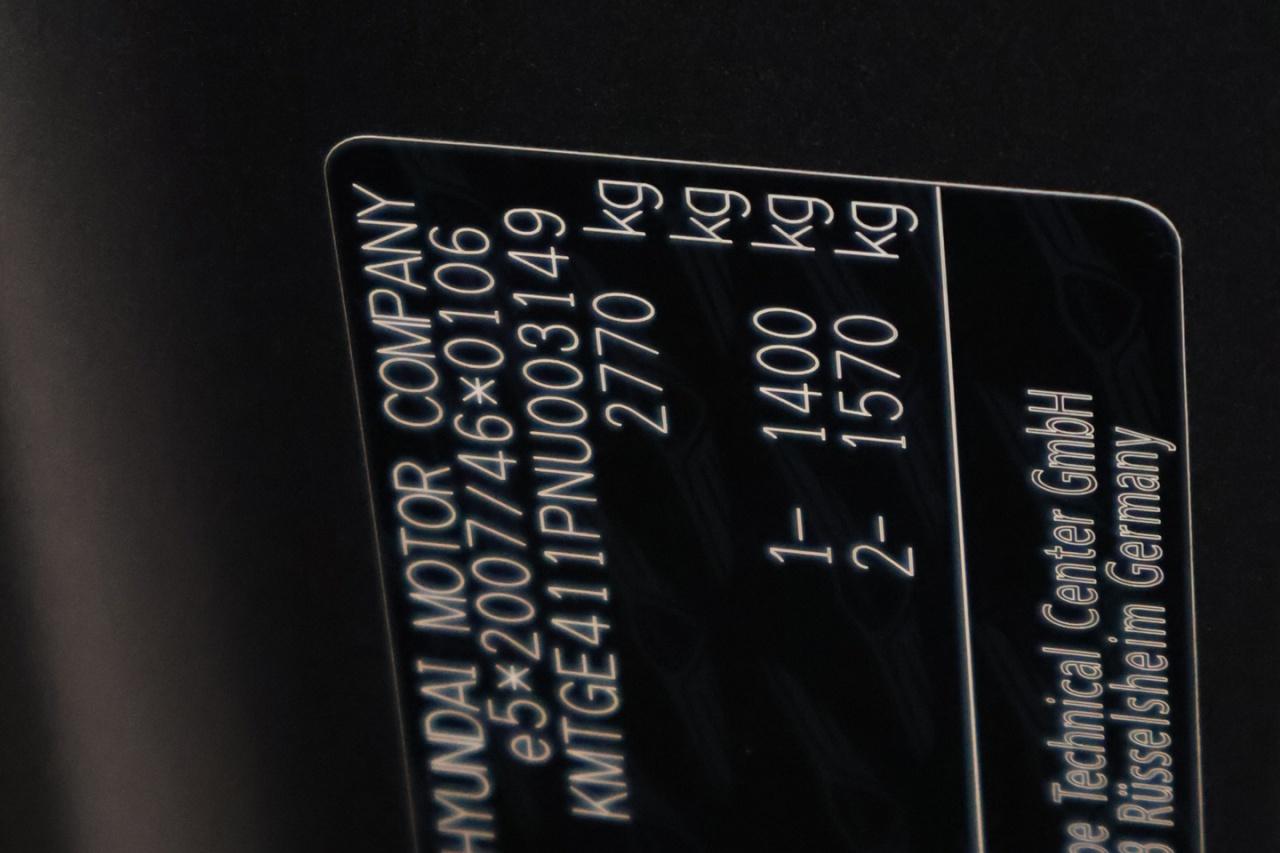 HYUNDAI MOTOR COMPANY
e5*2007/46*0106
KMTGE411PNU003149
2770 kg
kg
1- 1400 kg
2- 1570 kg
Technical Center GmbH
Rüsselsheim Germany